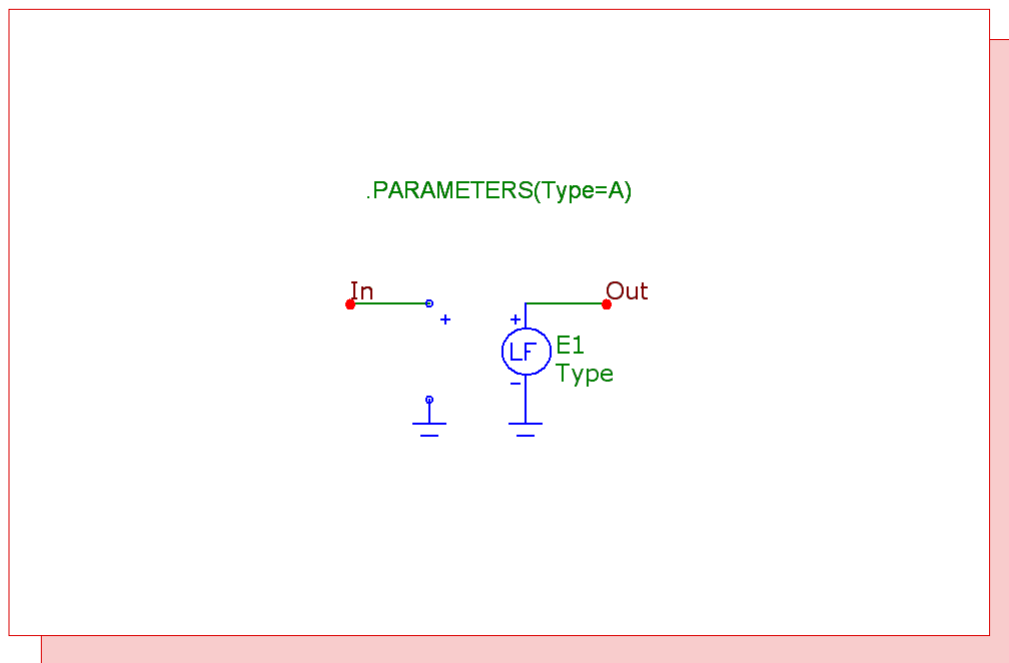 .PARAMETERS(Type=A)
In
Out
+
+
LF
E1
Type
-